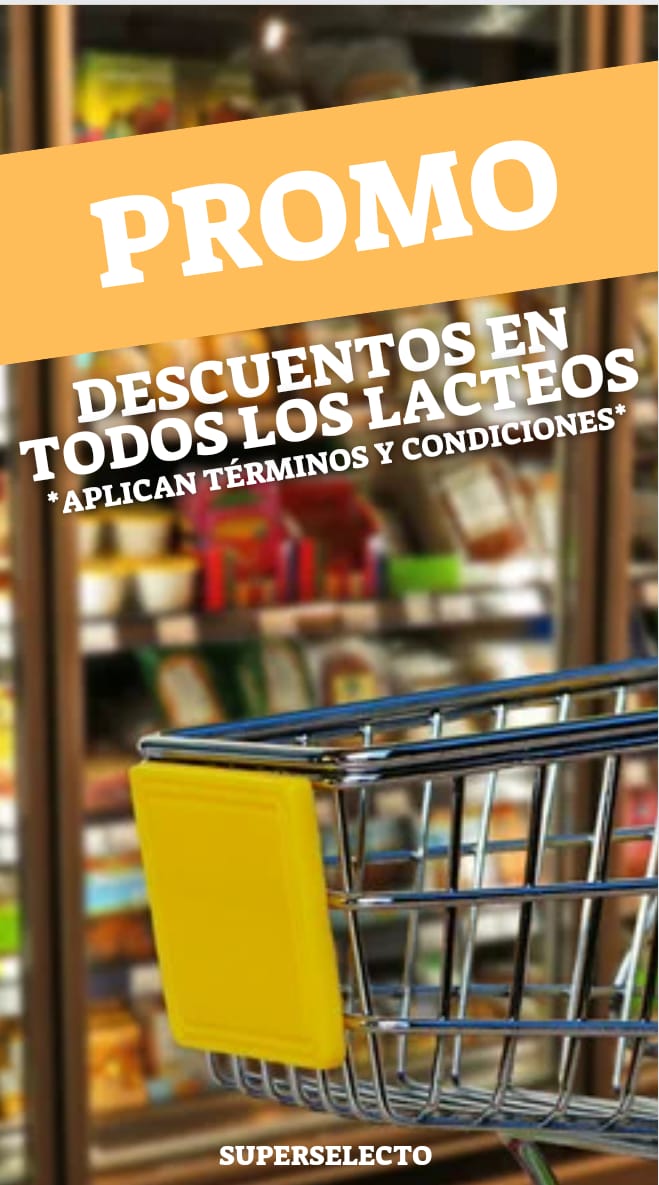 PROMO
DESCUENTOS EN
TODOS LOS LACTEOS
*APLICAN TÉRMINOS Y CONDICIONES*
SUPERSELECTO